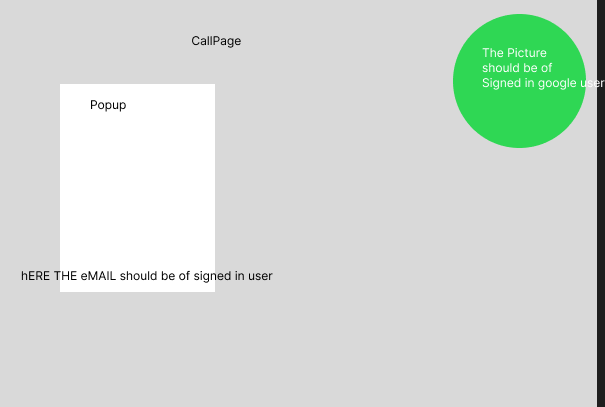 CallPage
The Picture
should be of
Signed in google user
Popup
hERE THE eMAIL should be of signed in user